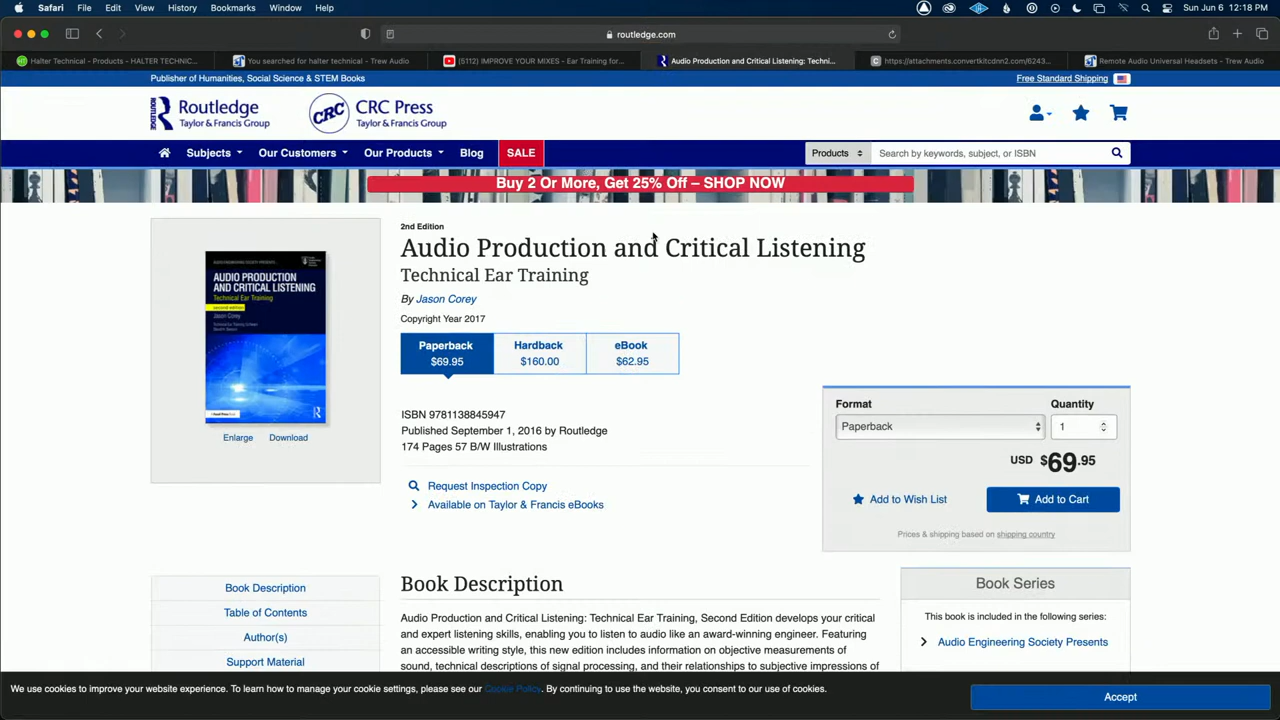 Safari File Edit View History Bookmarks Window Help
Sun Jun 6 12:18 PM
routledge.com
Halter Technical - Products - HALTER TECHNIC...
You searched for halter technical - Trew Audio
(5112) IMPROVE YOUR MIXES - Ear Training for...
Audio Production and Critical Listening: Techni...
https://attachments.convertkitcdnn2.com/6243...
Remote Audio Universal Headsets - Trew Audio
Publisher of Humanities, Social Science & STEM Books
Free Standard Shipping
Routledge
Taylor & Francis Group
CRC
CRC Press
Taylor & Francis Group
Subjects Our Customers Our Products Blog SALE
Products Search by keywords, subject, or ISBN
Buy 2 Or More, Get 25% Off – SHOP NOW
AUDIO PRODUCTION
AND CRITICAL LISTENING
Technical Ear Training
Jason Corey
Enlarge Download
2nd Edition
Audio Production and Critical Listening
Technical Ear Training
By Jason Corey
Copyright Year 2017
Paperback Hardback eBook
$69.95 $160.00 $62.95
ISBN 9781138845947
Published September 1, 2016 by Routledge
174 Pages 57 B/W Illustrations
Request Inspection Copy
Available on Taylor & Francis eBooks
Format Quantity
Paperback 1
USD $69.95
Add to Wish List Add to Cart
Prices & shipping based on shipping country
Book Description
Table of Contents
Author(s)
Support Material
Book Description
Audio Production and Critical Listening: Technical Ear Training, Second Edition develops your critical
and expert listening skills, enabling you to listen to audio like an award-winning engineer. Featuring
an accessible writing style, this new edition includes information on objective measurements of
sound, technical descriptions of signal processing, and their relationships to subjective impressions of
Book Series
This book is included in the following series:
Audio Engineering Society Presents
We use cookies to improve your website experience. To learn how to manage your cookie settings, please see our Cookie Policy. By continuing to use the website, you consent to our use of cookies.
Accept